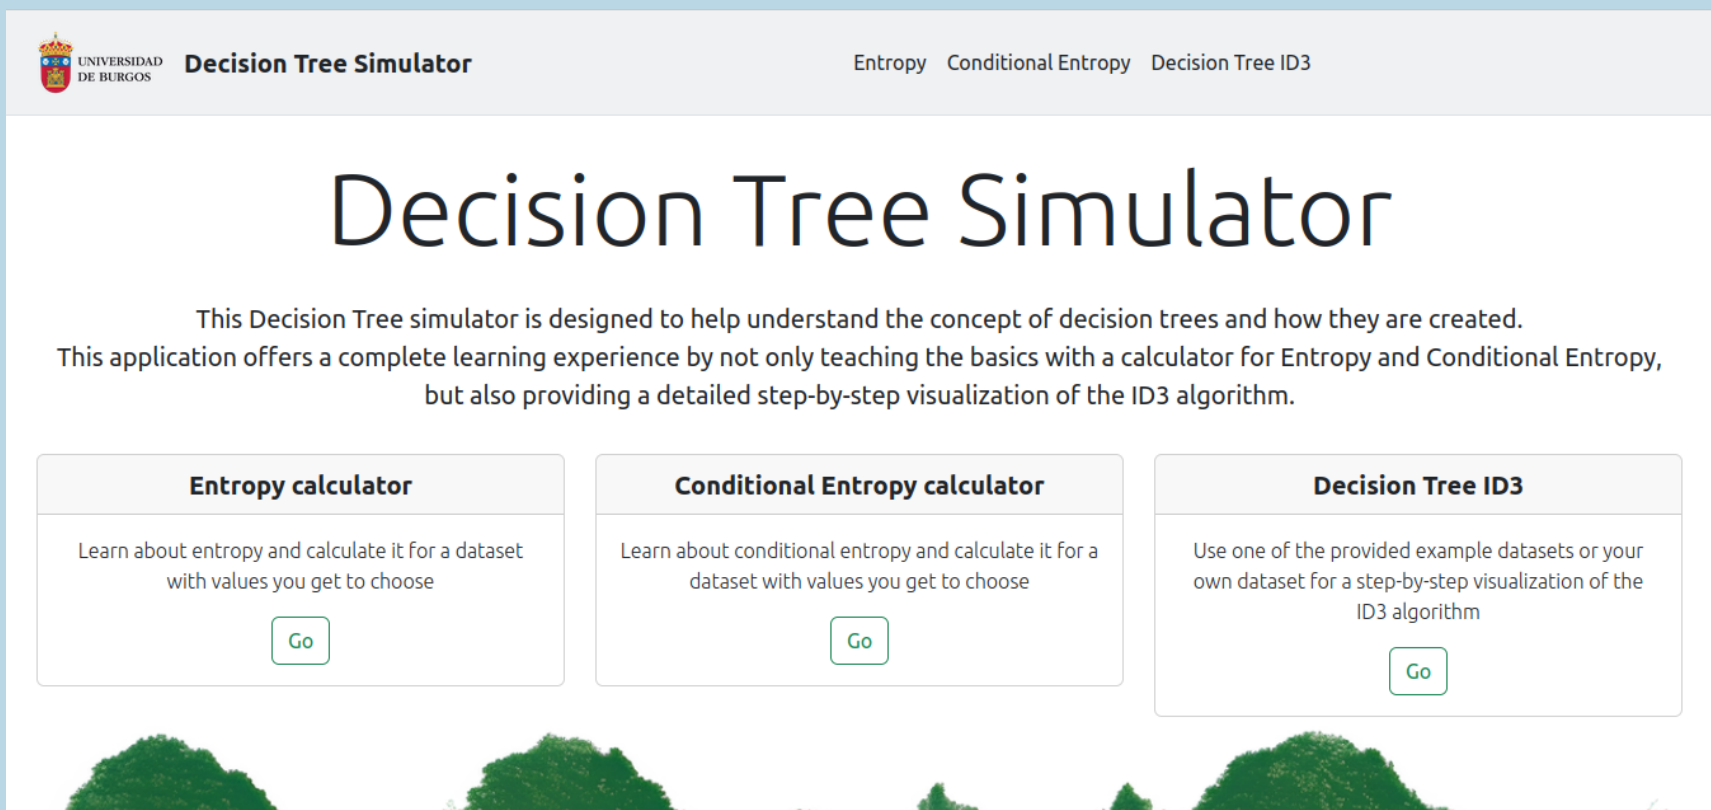 UNIVERSIDAD
DE BURGOS
Decision Tree Simulator
Entropy Conditional Entropy Decision Tree ID3
Decision Tree Simulator
This Decision Tree simulator is designed to help understand the concept of decision trees and how they are created.
This application offers a complete learning experience by not only teaching the basics with a calculator for Entropy and Conditional Entropy,
but also providing a detailed step-by-step visualization of the ID3 algorithm.
Entropy calculator
Learn about entropy and calculate it for a dataset
with values you get to choose
Go
Conditional Entropy calculator
Learn about conditional entropy and calculate it for a
dataset with values you get to choose
Go
Decision Tree ID3
Use one of the provided example datasets or your
own dataset for a step-by-step visualization of the
ID3 algorithm
Go